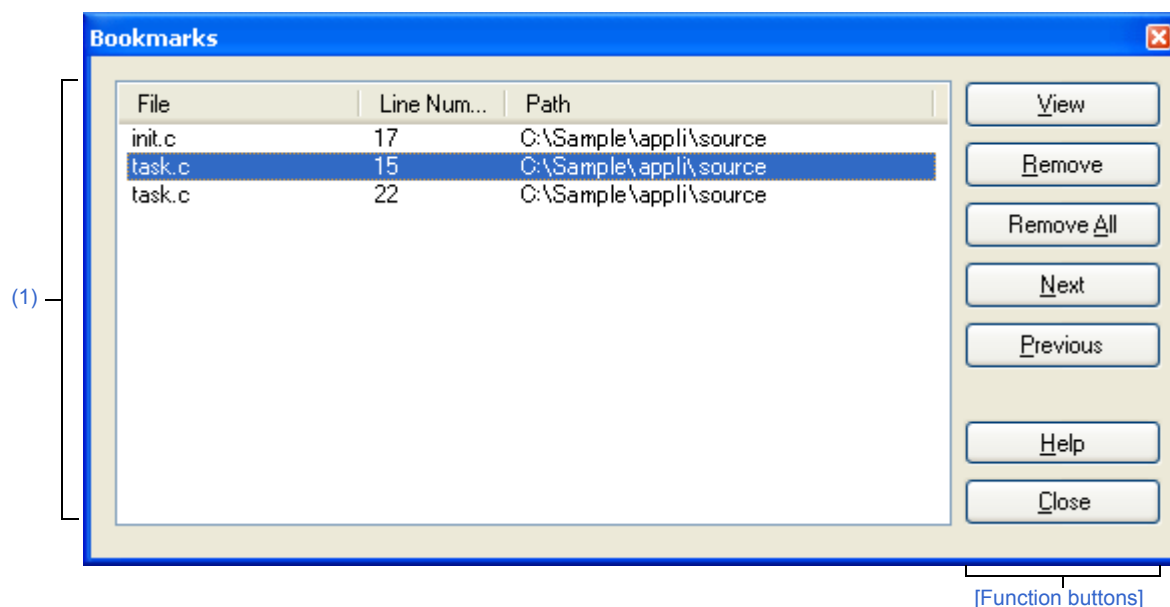 Bookmarks
File Line Num... Path
init.c 17 C:\Sample\appli\source
task.c 15 C:\Sample\appli\source
task.c 22 C:\Sample\appli\source
View
Remove
Remove All
Next
Previous
Help
Close
(1)
[Function buttons]